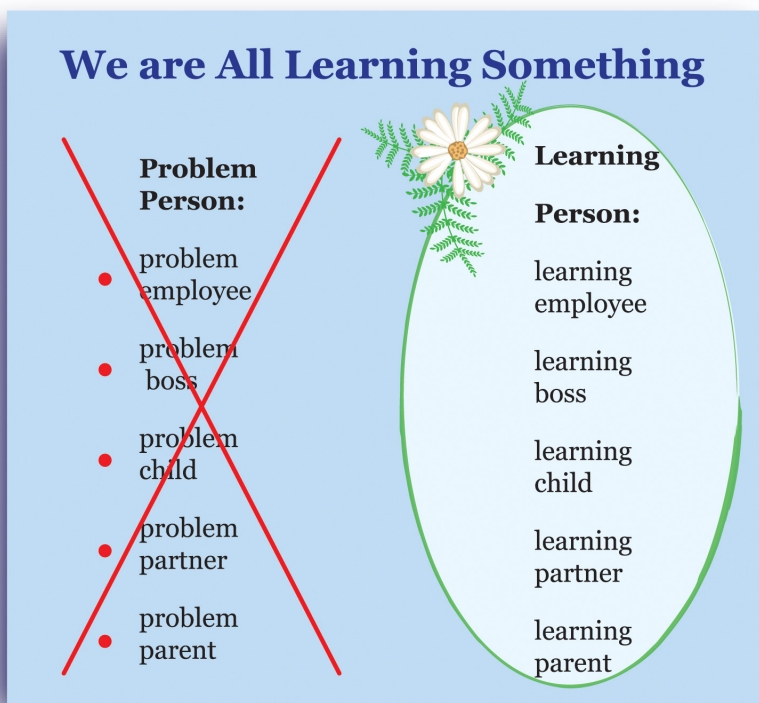 We are All Learning Something
Problem
Person:
problem
employee
problem
boss
problem
child
problem
partner
problem
parent
Learning
Person:
learning
employee
learning
boss
learning
child
learning
partner
learning
parent